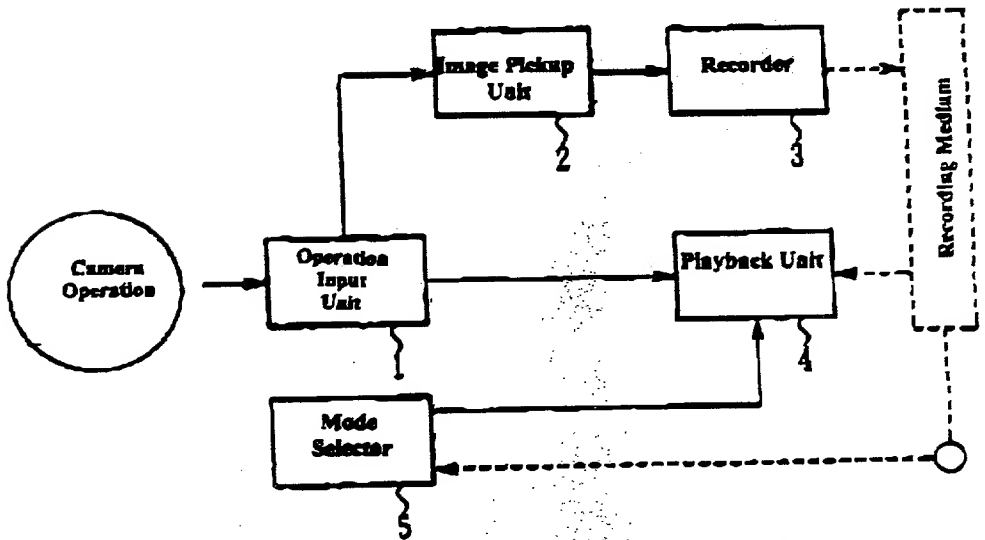 Image Pickup
Unit
2
Recorder
3
Recording Medium
Camera
Operation
Operation
Input
Unit
1
Playback Unit
4
Mode
Selector
5